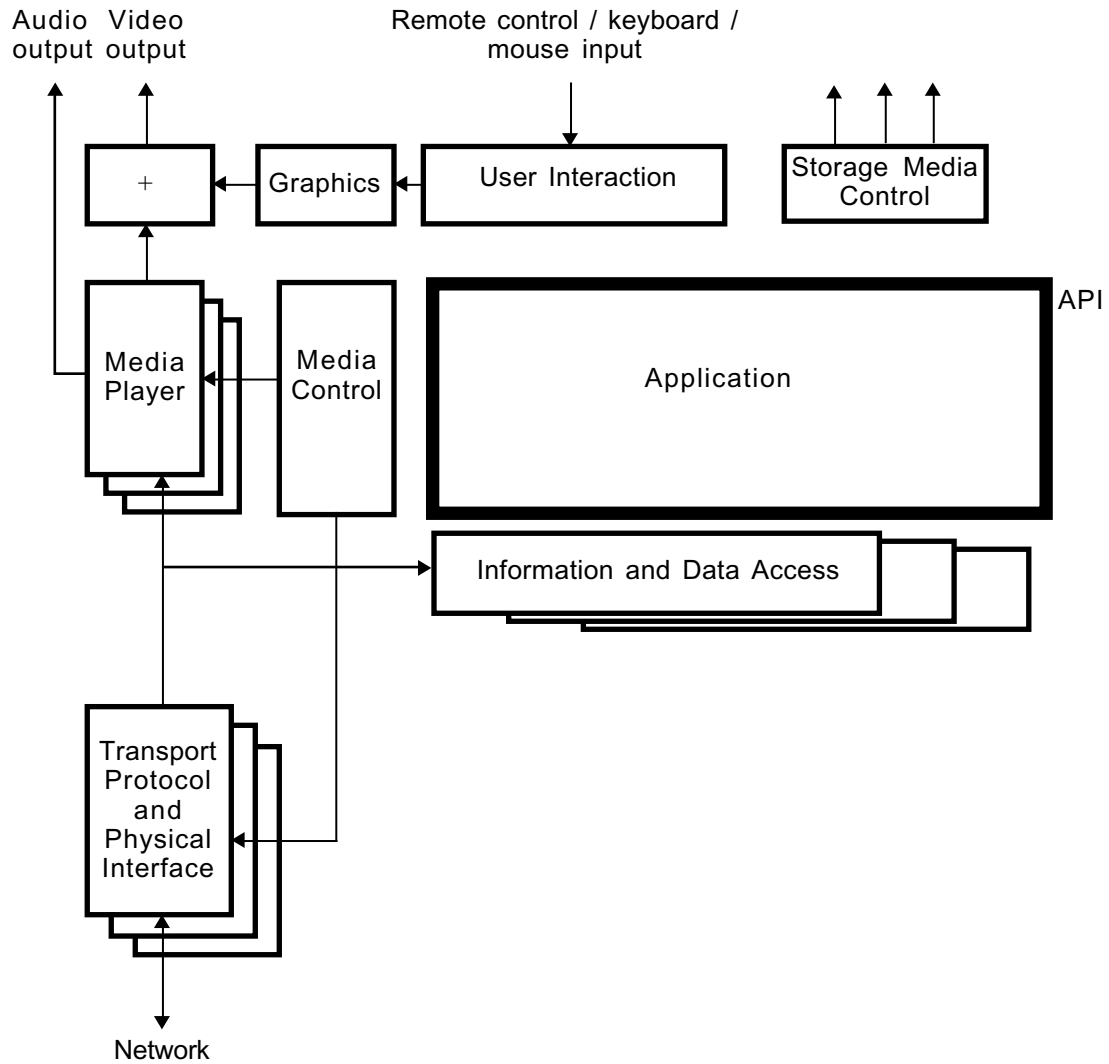 Audio Video
output output
Remote control / keyboard /
mouse input
+
Graphics
User Interaction
Storage Media
Control
API
Media
Player
Media
Control
Application
Information and Data Access
Transport
Protocol
and
Physical
Interface
Network